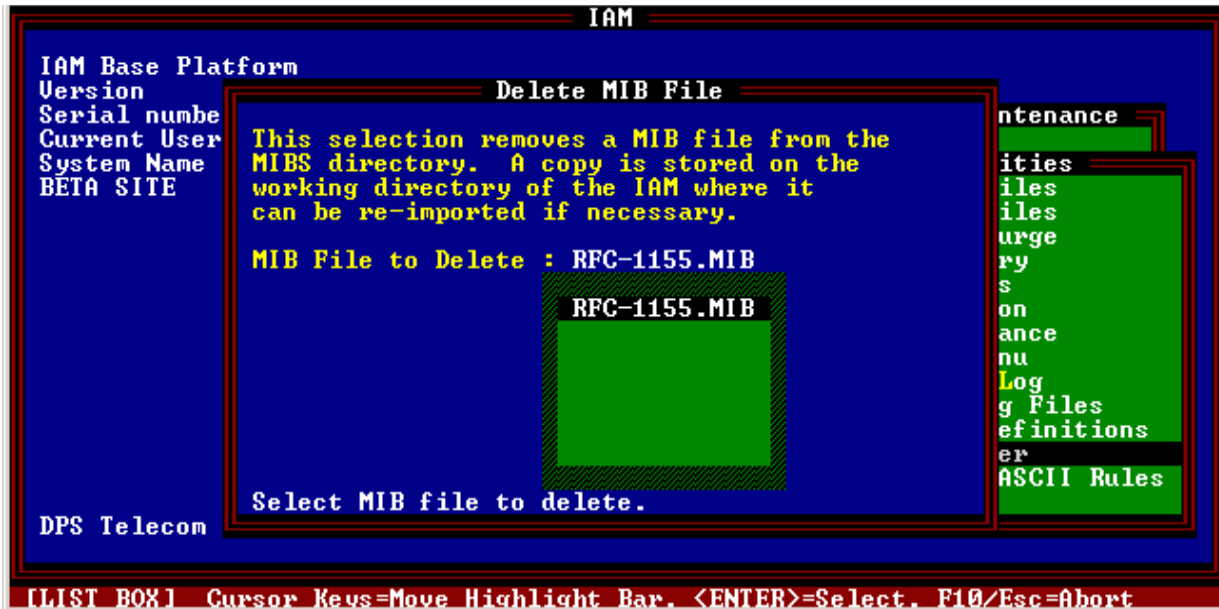 IAM
IAM Base Platform
Version
Serial numbe
Current User
System Name
BETA SITE
DPS Telecom
Delete MIB File
This selection removes a MIB file from the
MIBS directory.  A copy is stored on the
working directory of the IAM where it
can be re-imported if necessary.
MIB File to Delete : RFC-1155.MIB
RFC-1155.MIB
Select MIB file to delete.
ntenance
ities
iles
iles
urge
ry
s
on
ance
nu
Log
g Files
efinitions
er
ASCII Rules
[LIST BOX]  Cursor Keys=Move Highlight Bar. <ENTER>=Select. F10/Esc=Abort